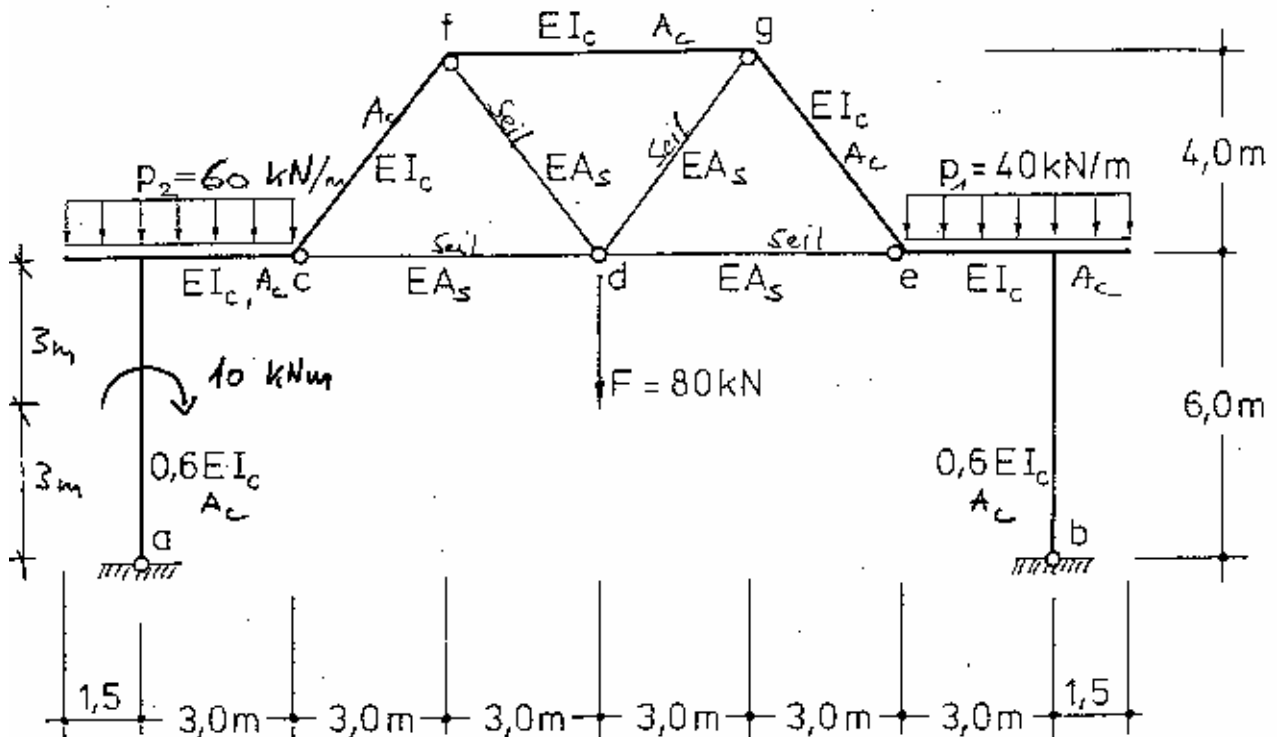 f
EI_c
A_c
g
A_c
EI_c
Seil
EA_s
Seil
EA_s
EI_c
A_c
4,0m
p_2=60 kN/m
p_1=40kN/m
EI_c, A_c
c
Seil
EA_s
d
Seil
EA_s
e
EI_c
A_c
3m
10 kNm
F = 80kN
6,0m
3m
0,6EI_c
A_c
a
0,6EI_c
A_c
b
1,5
3,0m
3,0m
3,0m
3,0m
3,0m
3,0m
1,5